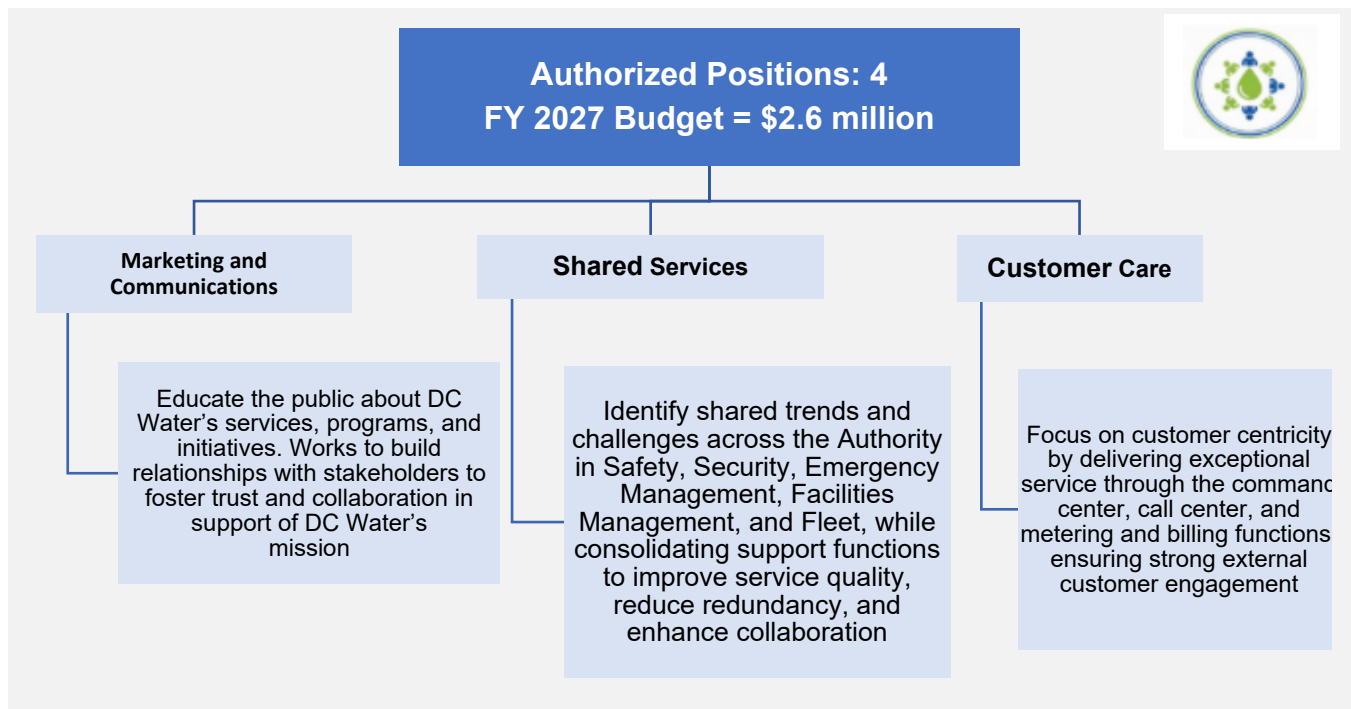 Authorized Positions: 4
FY 2027 Budget = $2.6 million
Marketing and
Communications
Educate the public about DC
Water’s services, programs, and
initiatives. Works to build
relationships with stakeholders to
foster trust and collaboration in
support of DC Water’s
mission
Shared Services
Identify shared trends and
challenges across the Authority
in Safety, Security, Emergency
Management, Facilities
Management, and Fleet, while
consolidating support functions
to improve service quality,
reduce redundancy, and
enhance collaboration
Customer Care
Focus on customer centricity
by delivering exceptional
service through the command
center, call center, and
metering and billing functions
ensuring strong external
customer engagement